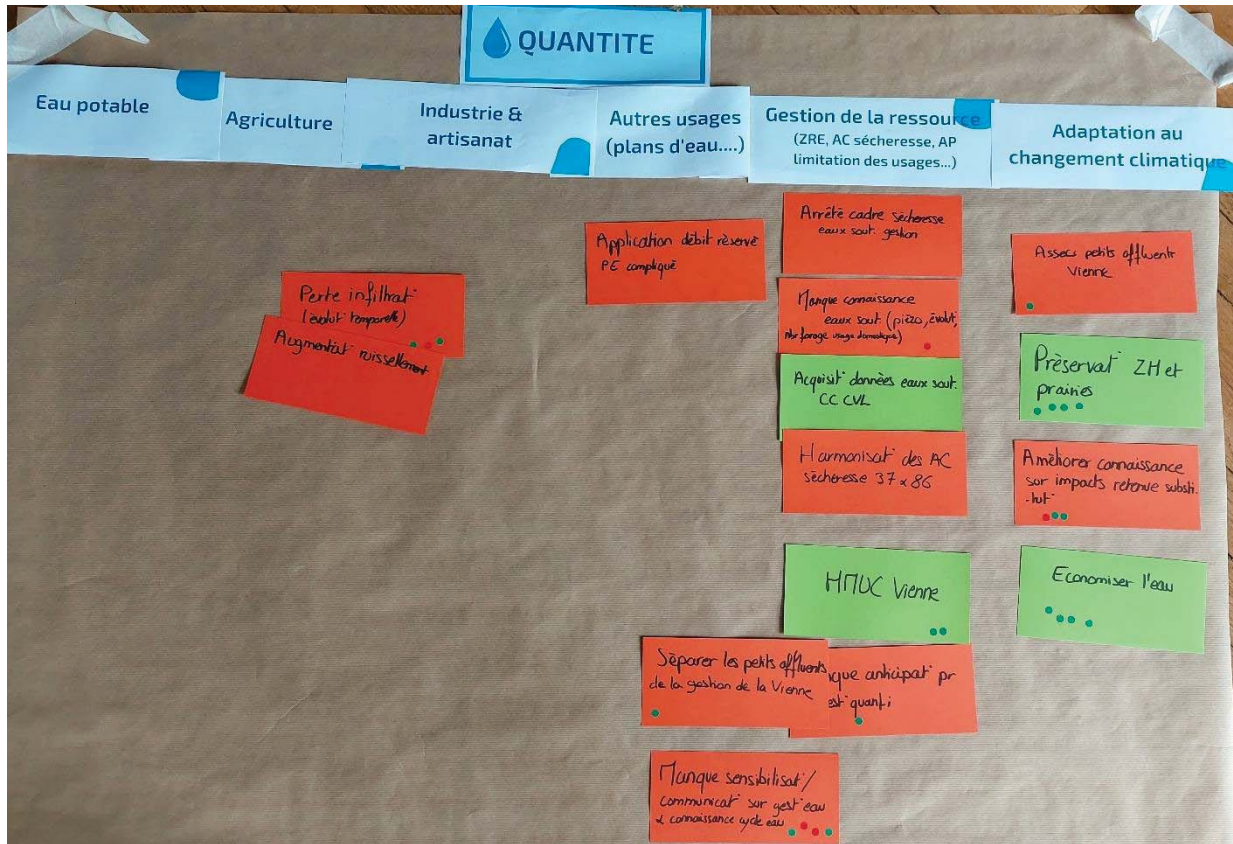 QUANTITE
Eau potable
Agriculture
Industrie &
artisanat
Autres usages
(plans d'eau....)
Gestion de la ressource
(ZRE, AC sécheresse, AP
limitation des usages...)
Adaptation au
changement climatique
Perte infiltrat°
(évolut° temporelle)
Augmentat° ruissellement
Application débit réservé
PE compliqué
Arrêté cadre sécheresse
eaux sout. gestion
Manque connaissance
eaux sout. (piézo, évolut°,
nbr forage usage domestique)
Acquisit° données eaux sout.
CC CVL
Harmonisat° des AC
sécheresse 37 x 86
HMUC Vienne
Séparer les petits affluents
de la gestion de la Vienne
anticipat° pr
quanti
Manque sensibilisat°/
communicat° sur gest° eau
& connaissance cycle eau
Assecs petits affluents
Vienne
Préservat° ZH et
prairies
Améliorer connaissance
sur impacts retenue substi
-tut°
Economiser l'eau